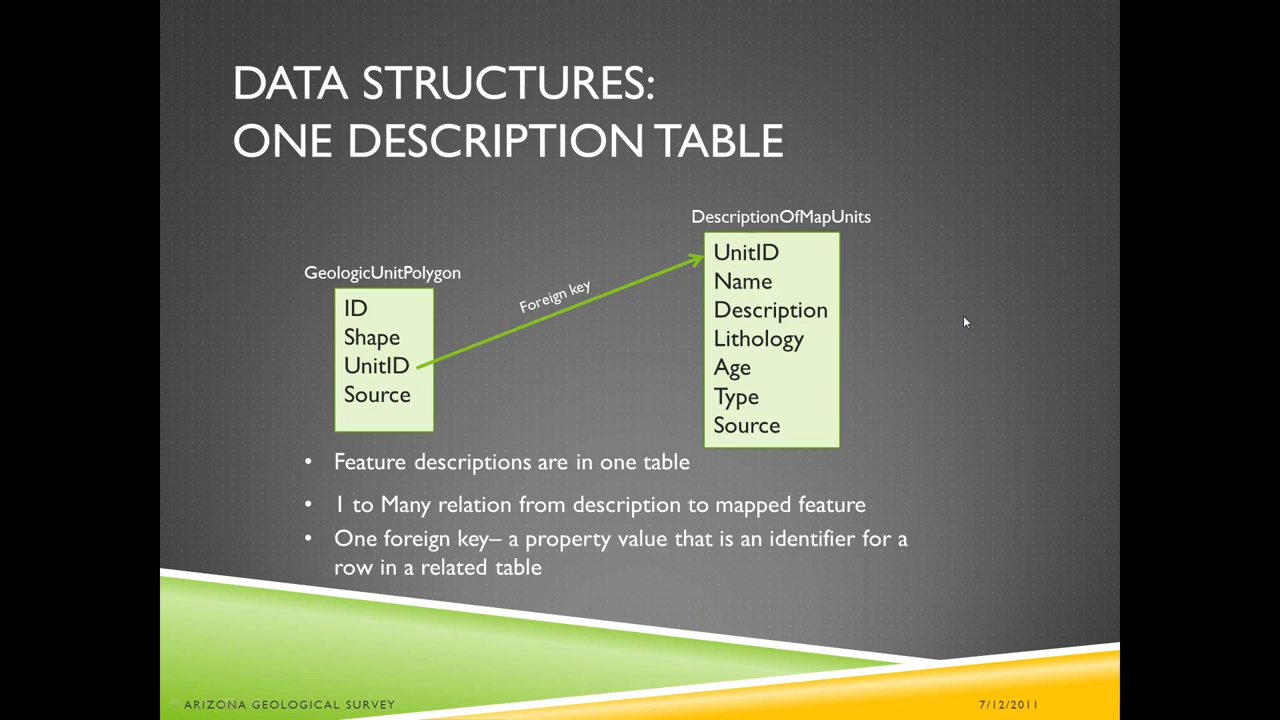 DATA STRUCTURES:
ONE DESCRIPTION TABLE
DescriptionOfMapUnits
UnitID
Name
Description
Lithology
Age
Type
Source
GeologicUnitPolygon
ID
Shape
UnitID
Source
Foreign key
• Feature descriptions are in one table
• 1 to Many relation from description to mapped feature
• One foreign key– a property value that is an identifier for a
row in a related table
ARIZONA GEOLOGICAL SURVEY
7/12/2011